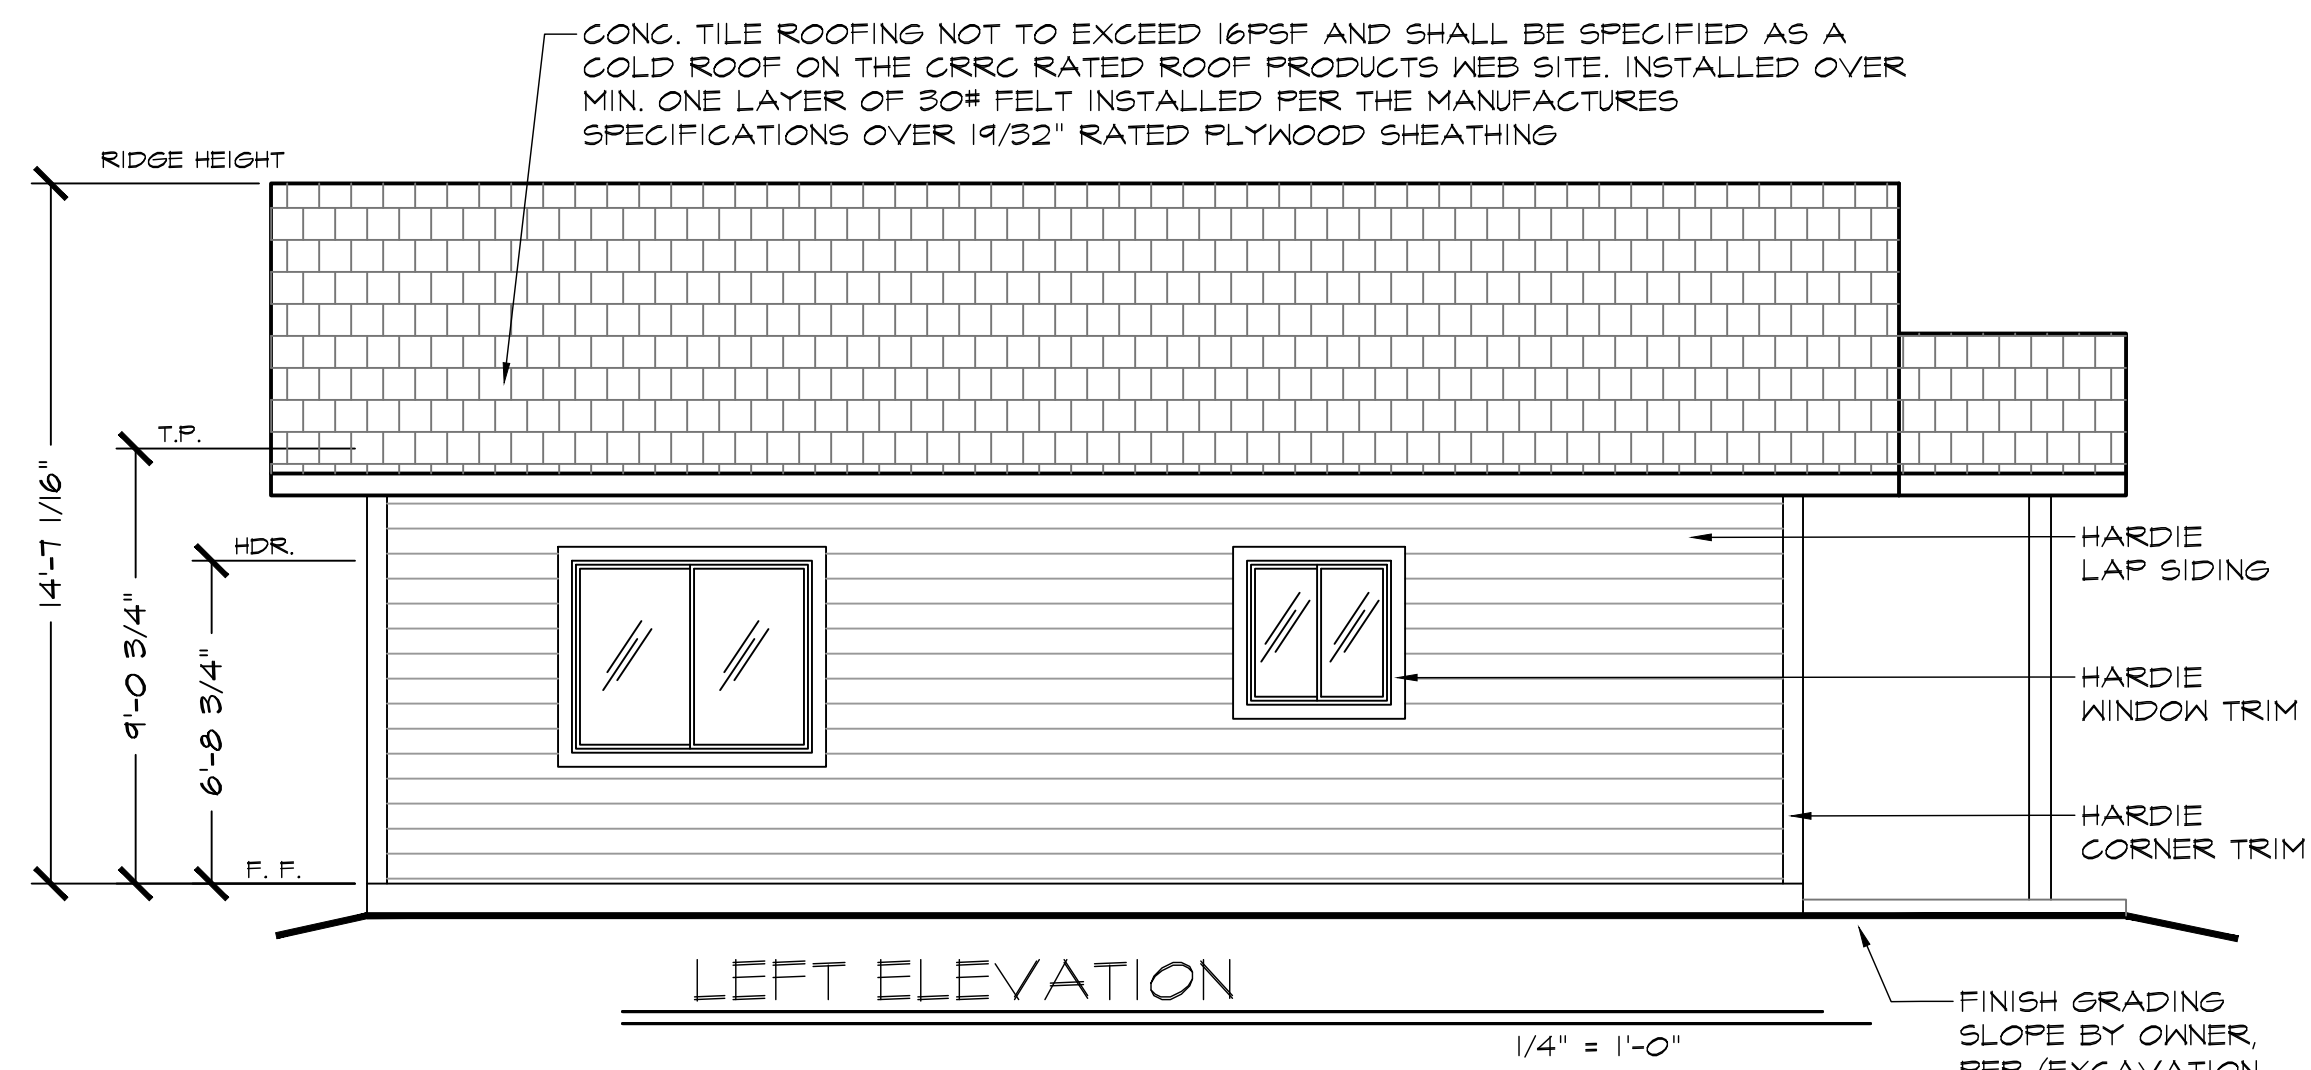 CONC. TILE ROOFING NOT TO EXCEED 16PSF AND SHALL BE SPECIFIED AS A
COLD ROOF ON THE CRRC RATED ROOF PRODUCTS WEB SITE. INSTALLED OVER
MIN. ONE LAYER OF 30# FELT INSTALLED PER THE MANUFACTURES
SPECIFICATIONS OVER 19/32" RATED PLYWOOD SHEATHING
RIDGE HEIGHT
T.P.
HDR.
F. F.
14'-7 1/16"
9'-0 3/4"
6'-8 3/4"
HARDIE
LAP SIDING
HARDIE
WINDOW TRIM
HARDIE
CORNER TRIM
LEFT ELEVATION
1/4" = 1'-0"
FINISH GRADING
SLOPE BY OWNER,
PER /EXCAVATION